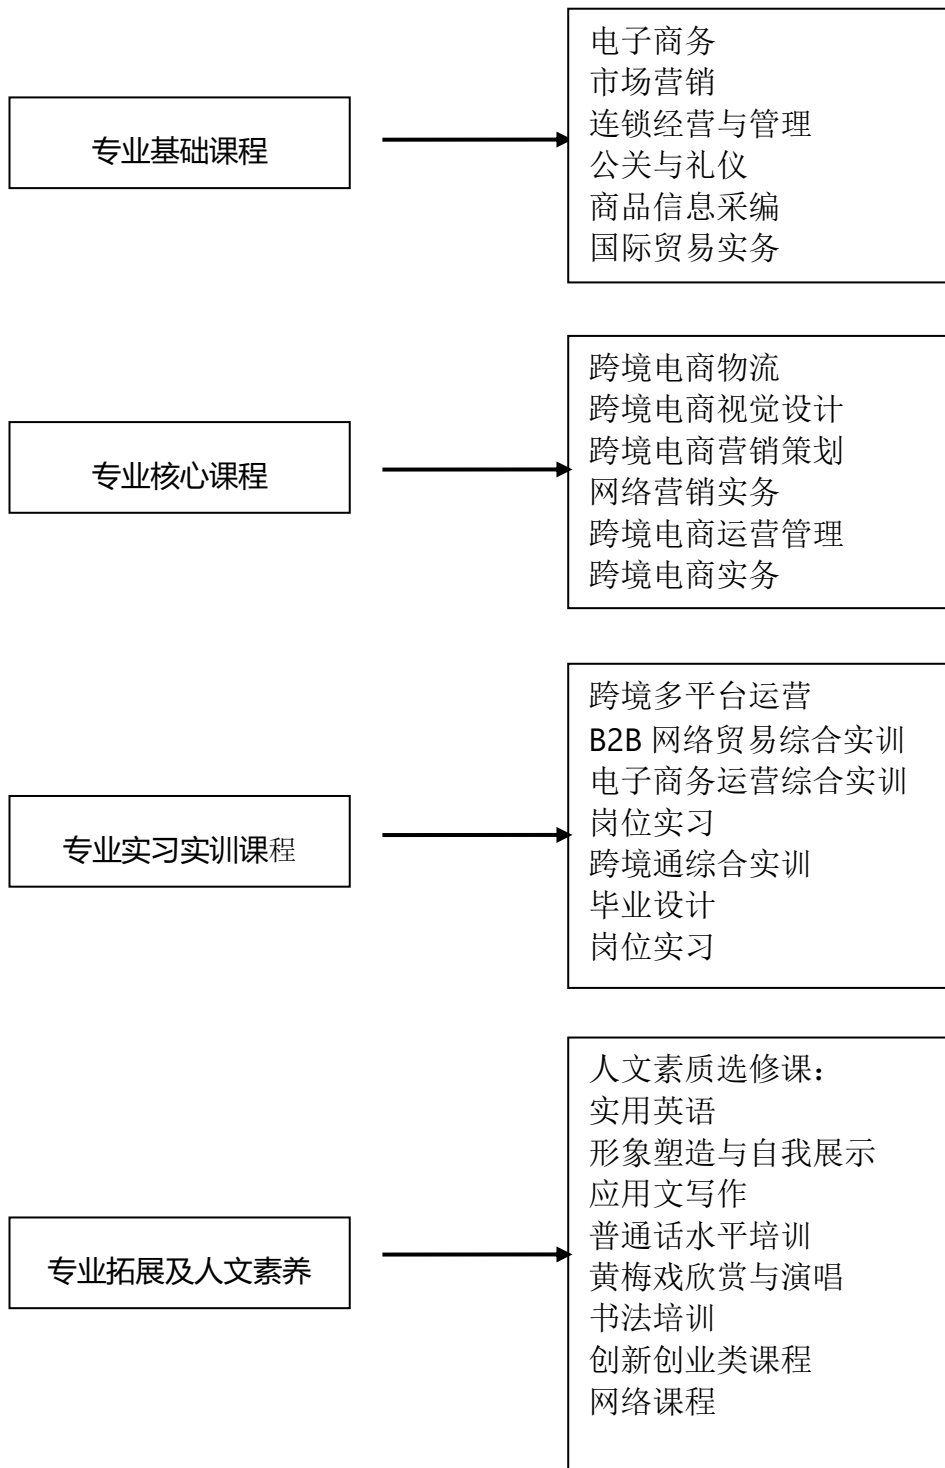 专业基础课程
电子商务
市场营销
连锁经营与管理
公关与礼仪
商品信息采编
国际贸易实务
专业核心课程
跨境电商物流
跨境电商视觉设计
跨境电商营销策划
网络营销实务
跨境电商运营管理
跨境电商实务
专业实习实训课程
跨境多平台运营
B2B 网络贸易综合实训
电子商务运营综合实训
岗位实习
跨境通综合实训
毕业设计
岗位实习
专业拓展及人文素养
人文素质选修课：
实用英语
形象塑造与自我展示
应用文写作
普通话水平培训
黄梅戏欣赏与演唱
书法培训
创新创业类课程
网络课程